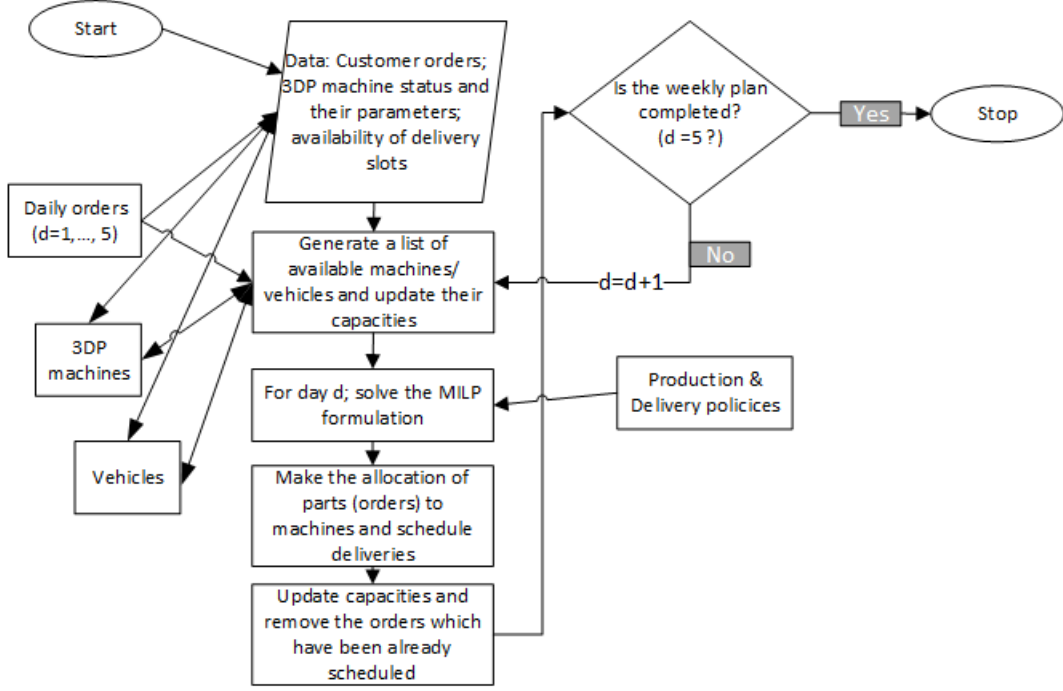 Start
Data: Customer orders;
3DP machine status and
their parameters;
availability of delivery
slots
Is the weekly plan
completed?
(d =5 ?)
Yes
Stop
Daily orders
(d=1,..., 5)
No
Generate a list of
available machines/
vehicles and update their
capacities
d=d+1
3DP
machines
For day d; solve the MILP
formulation
Production &
Delivery policices
Vehicles
Make the allocation of
parts (orders) to
machines and schedule
deliveries
Update capacities and
remove the orders which
have been already
scheduled